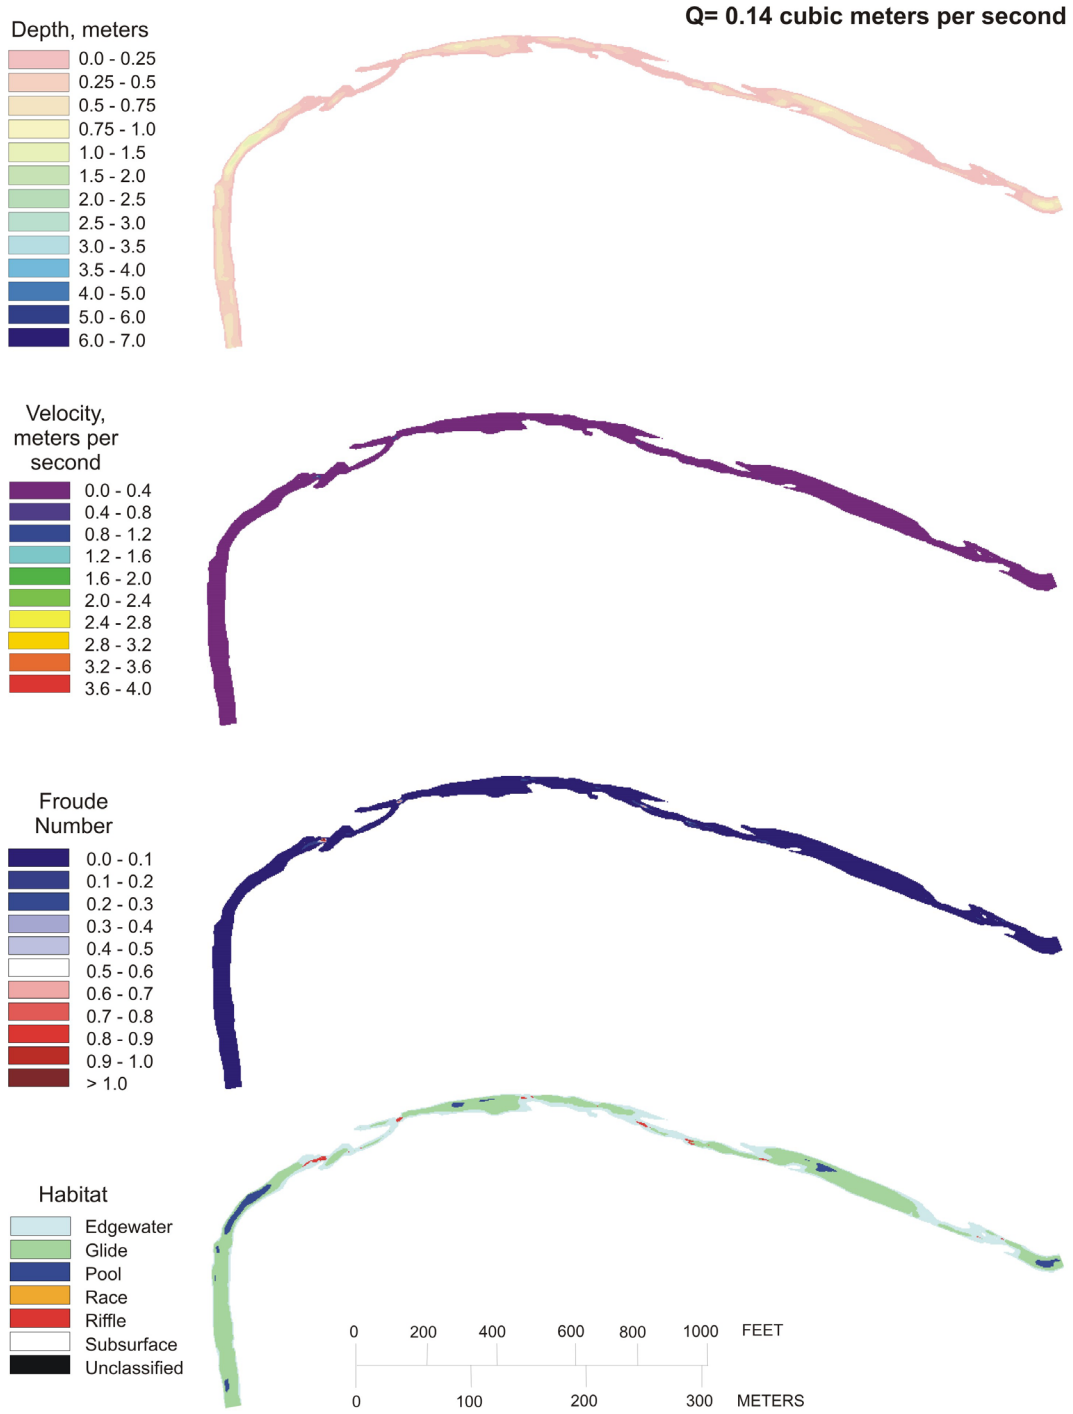 Q= 0.14 cubic meters per second
Depth, meters
0.0 - 0.25
0.25 - 0.5
0.5 - 0.75
0.75 - 1.0
1.0 - 1.5
1.5 - 2.0
2.0 - 2.5
2.5 - 3.0
3.0 - 3.5
3.5 - 4.0
4.0 - 5.0
5.0 - 6.0
6.0 - 7.0
Velocity,
meters per
second
0.0 - 0.4
0.4 - 0.8
0.8 - 1.2
1.2 - 1.6
1.6 - 2.0
2.0 - 2.4
2.4 - 2.8
2.8 - 3.2
3.2 - 3.6
3.6 - 4.0
Froude
Number
0.0 - 0.1
0.1 - 0.2
0.2 - 0.3
0.3 - 0.4
0.4 - 0.5
0.5 - 0.6
0.6 - 0.7
0.7 - 0.8
0.8 - 0.9
0.9 - 1.0
> 1.0
Habitat
Edgewater
Glide
Pool
Race
Riffle
Subsurface
Unclassified
0 200 400 600 800 1000 FEET
0 100 200 300 METERS